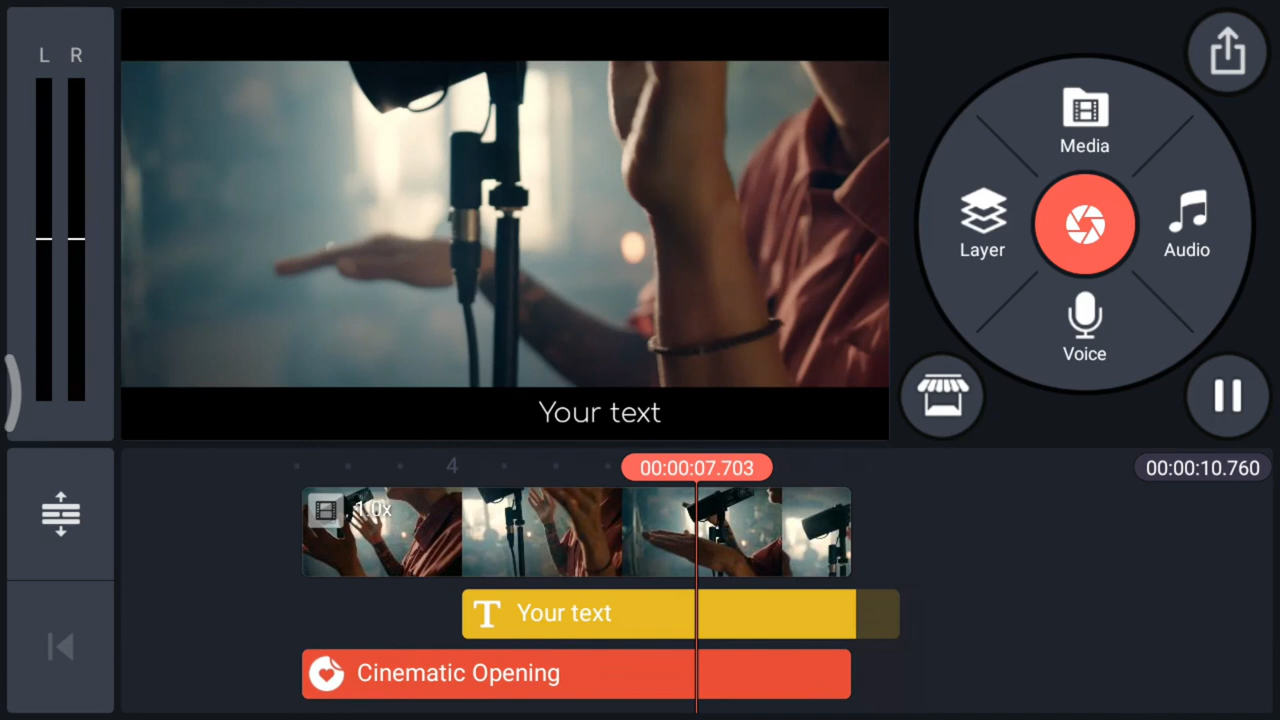 L R
Media
Layer
Audio
Voice
Your text
4
00:00:07.703
00:00:10.760
1.0x
Your text
Cinematic Opening